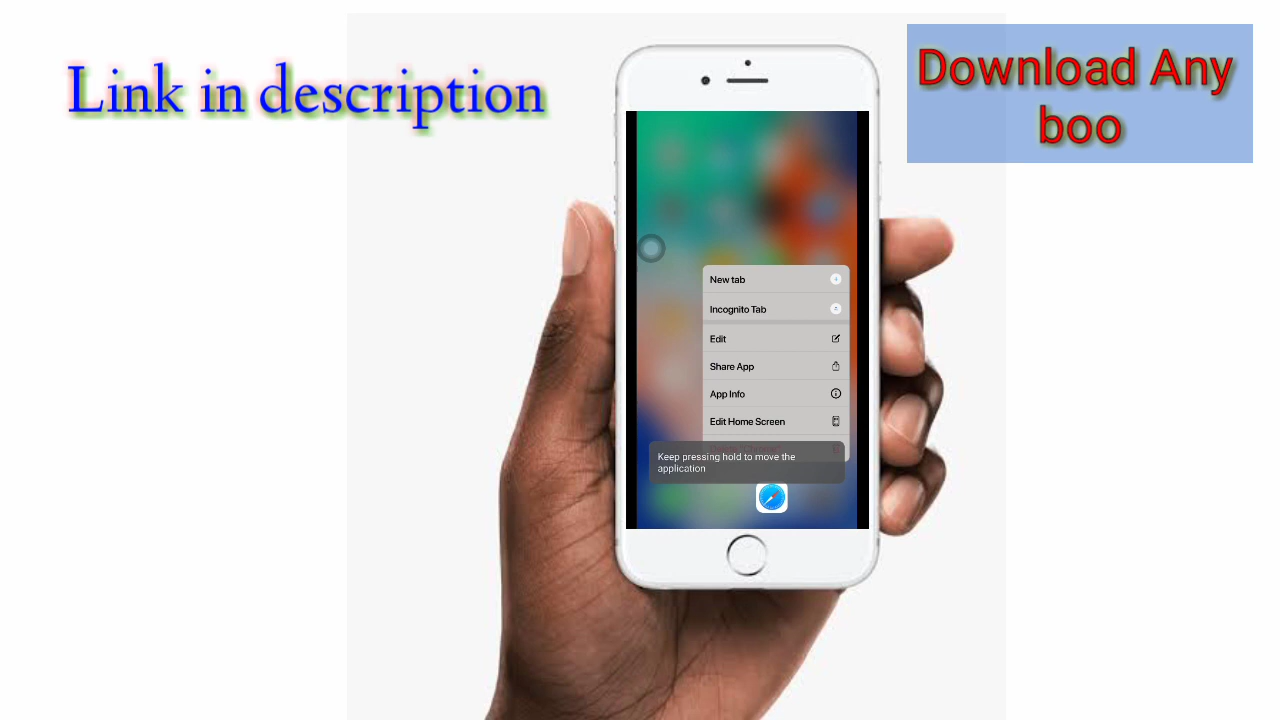 Link in description
Download Any
boo
New tab
Incognito Tab
Edit
Share App
App Info
Edit Home Screen
Keep pressing hold to move the
application